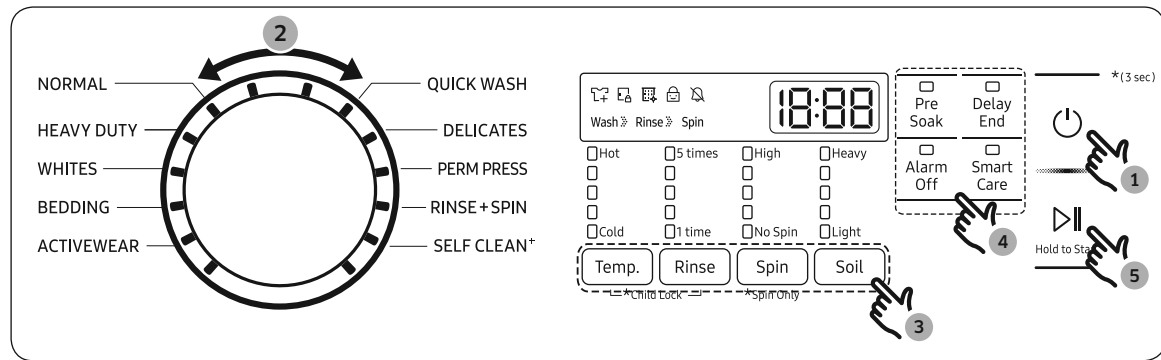 2
NORMAL
HEAVY DUTY
WHITES
BEDDING
ACTIVEWEAR
QUICK WASH
DELICATES
PERM PRESS
RINSE+SPIN
SELF CLEAN+
Wash » Rinse » Spin
18:88
Hot 5 times High Heavy
Cold 1 time No Spin Light
Temp. Rinse Spin Soil
*Child Lock *Spin Only
3
Pre
Soak
Delay
End
Alarm
Off
Smart
Care
4
*(3 sec)
1
Hold to
5